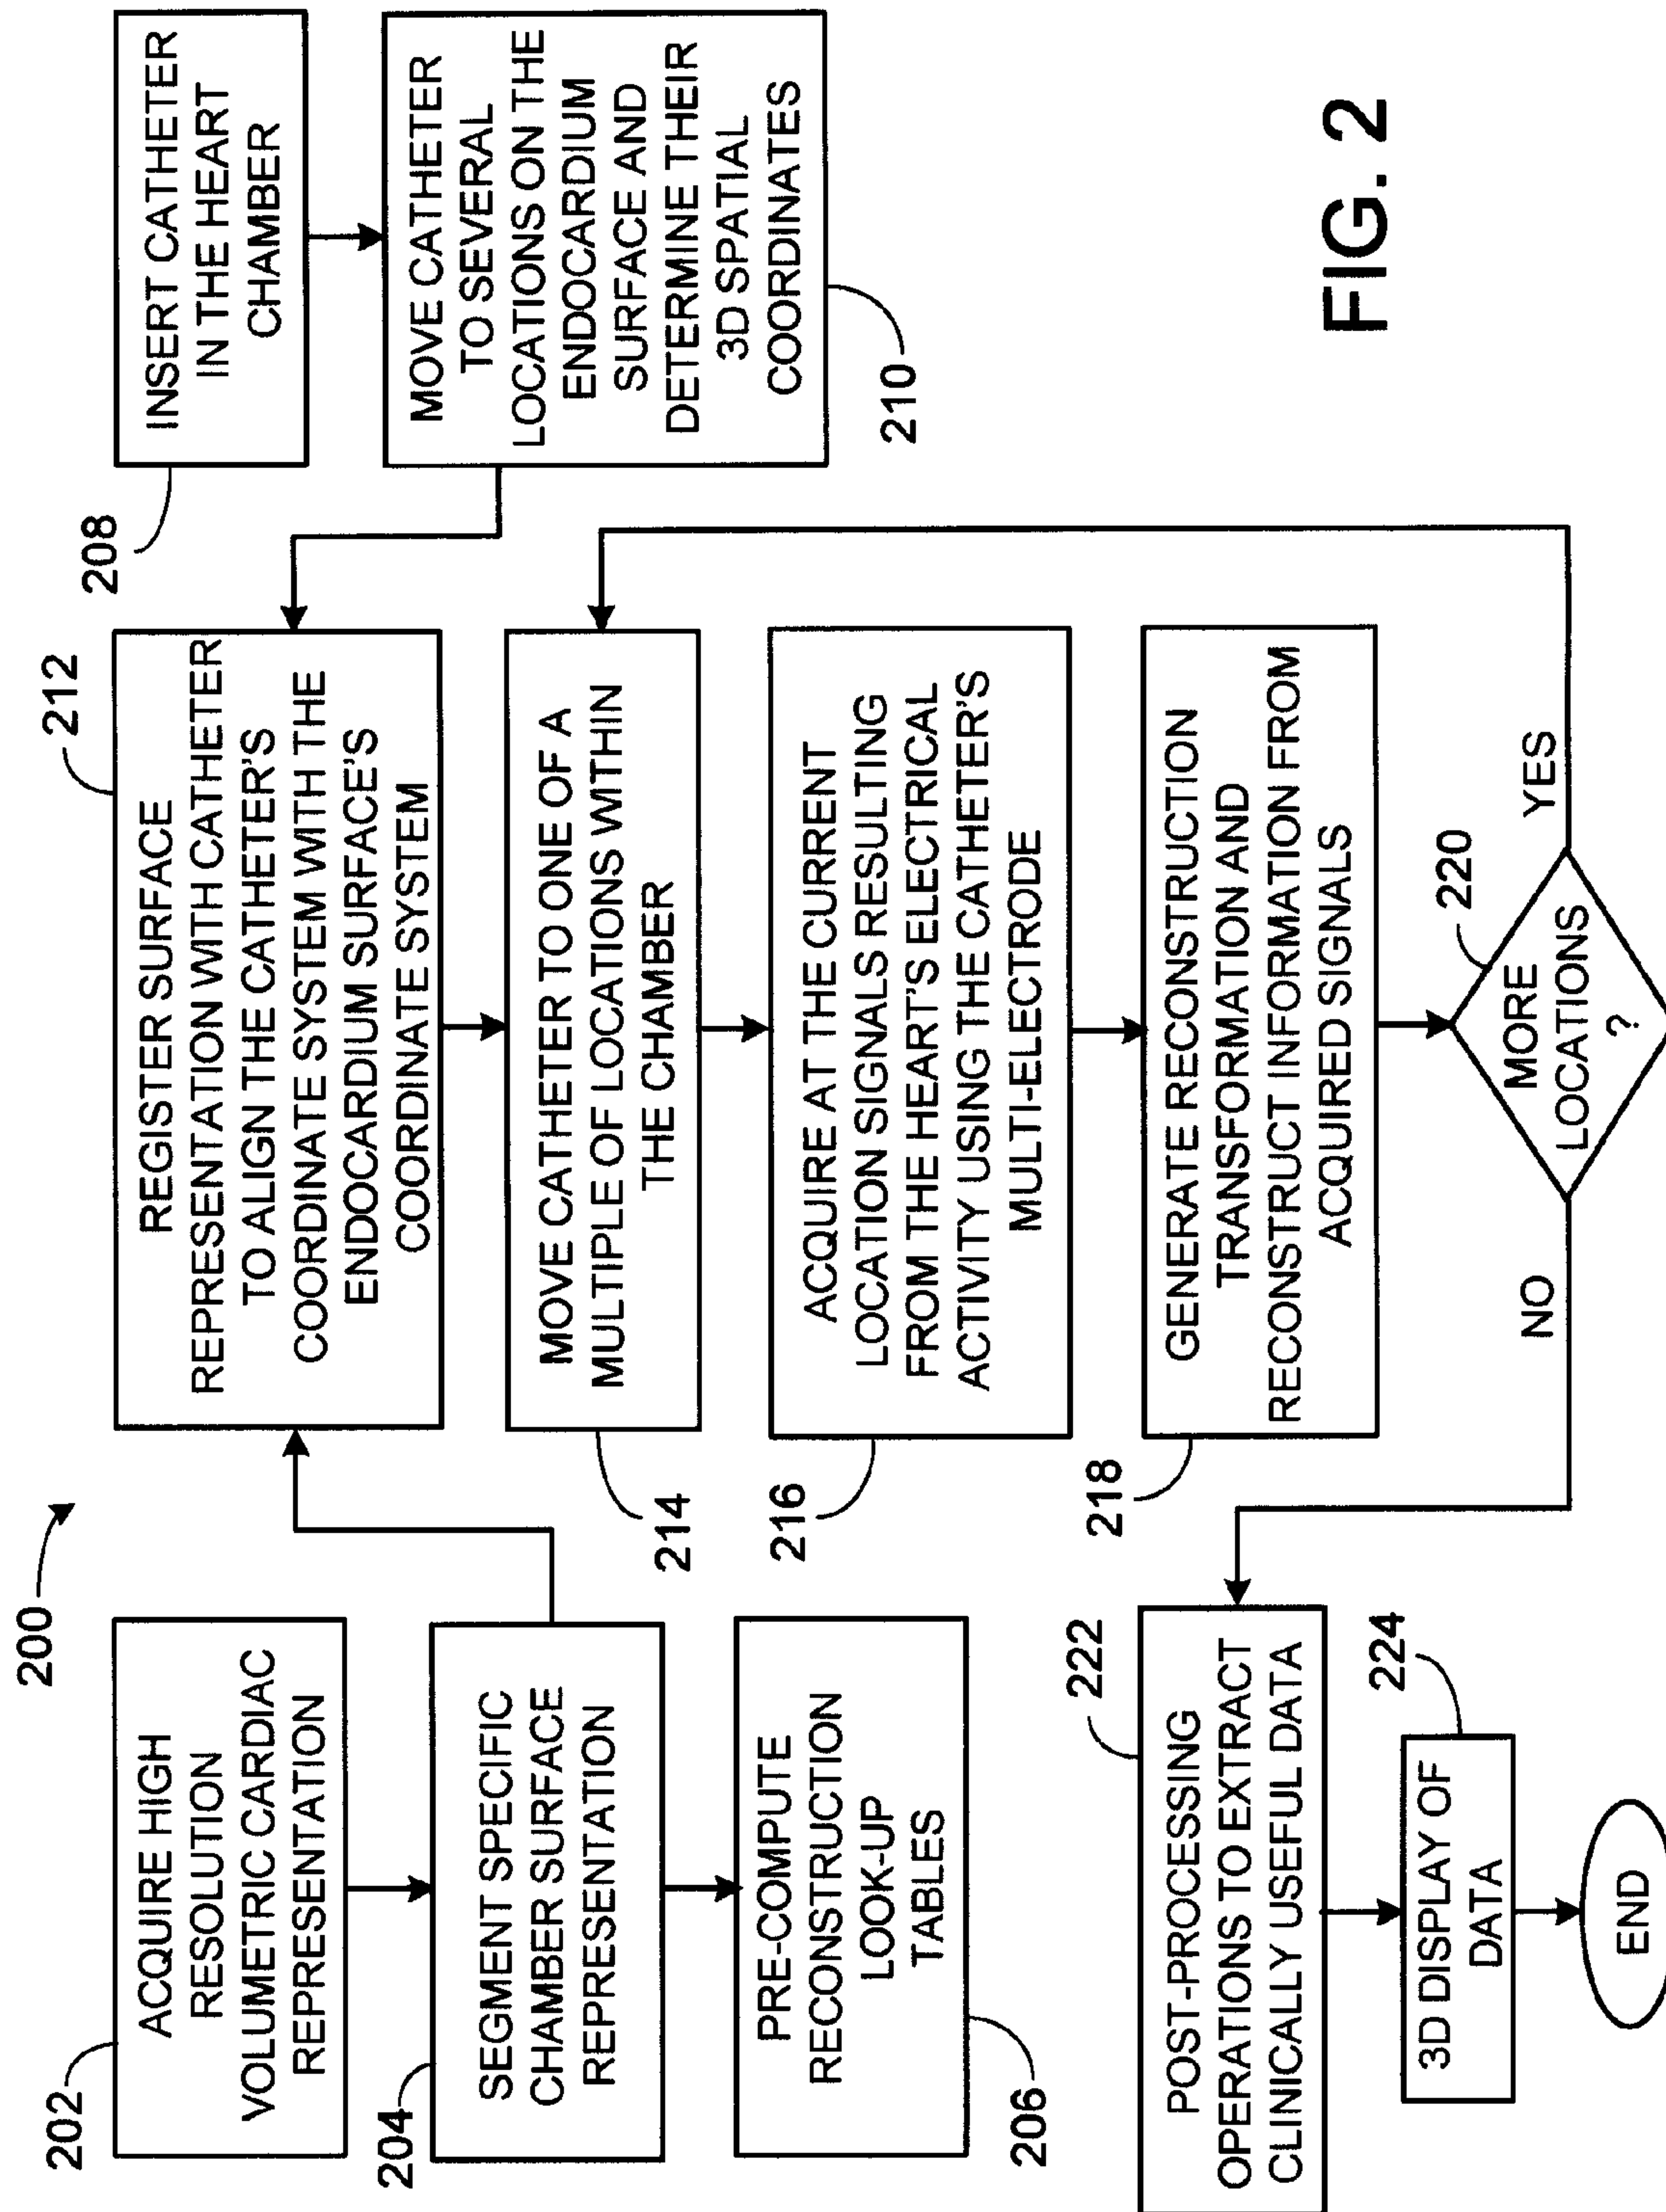 200
202
ACQUIRE HIGH
RESOLUTION
VOLUMETRIC CARDIAC
REPRESENTATION
204
SEGMENT SPECIFIC
CHAMBER SURFACE
REPRESENTATION
206
PRE-COMPUTE
RECONSTRUCTION
LOOK-UP
TABLES
208
INSERT CATHETER
IN THE HEART
CHAMBER
210
MOVE CATHETER
TO SEVERAL
LOCATIONS ON THE
ENDOCARDIUM
SURFACE AND
DETERMINE THEIR
3D SPATIAL
COORDINATES
212
REGISTER SURFACE
REPRESENTATION WITH CATHETER
TO ALIGN THE CATHETER'S
COORDINATE SYSTEM WITH THE
ENDOCARDIUM SURFACE'S
COORDINATE SYSTEM
214
MOVE CATHETER TO ONE OF A
MULTIPLE OF LOCATIONS WITHIN
THE CHAMBER
216
ACQUIRE AT THE CURRENT
LOCATION SIGNALS RESULTING
FROM THE HEART'S ELECTRICAL
ACTIVITY USING THE CATHETER'S
MULTI-ELECTRODE
218
GENERATE RECONSTRUCTION
TRANSFORMATION AND
RECONSTRUCT INFORMATION FROM
ACQUIRED SIGNALS
220
MORE
LOCATIONS
?
NO
YES
222
POST-PROCESSING
OPERATIONS TO EXTRACT
CLINICALLY USEFUL DATA
224
3D DISPLAY OF
DATA
END
FIG. 2